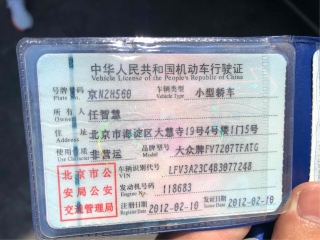 中华人民共和国机动车行驶证
Vehicle License of the People's Republic of China
号牌号码 京N2H560 车辆类型 小型轿车
Plate No. Vehicle Type
所有人 任智慧
Owner
住址 北京市海淀区大慧寺19号4号楼1门5号
Address
使用性质 非营运 品牌型号 大众牌FV7207TFATG
Use Character Model
北京市公 车辆识别代号 LFV3A23C4B3077248
安局公安 VIN
交通管理局 发动机号码 118683
Engine No.
注册日期 2012-02-10 发证日期 2012-02-10
Register Date Issue Date